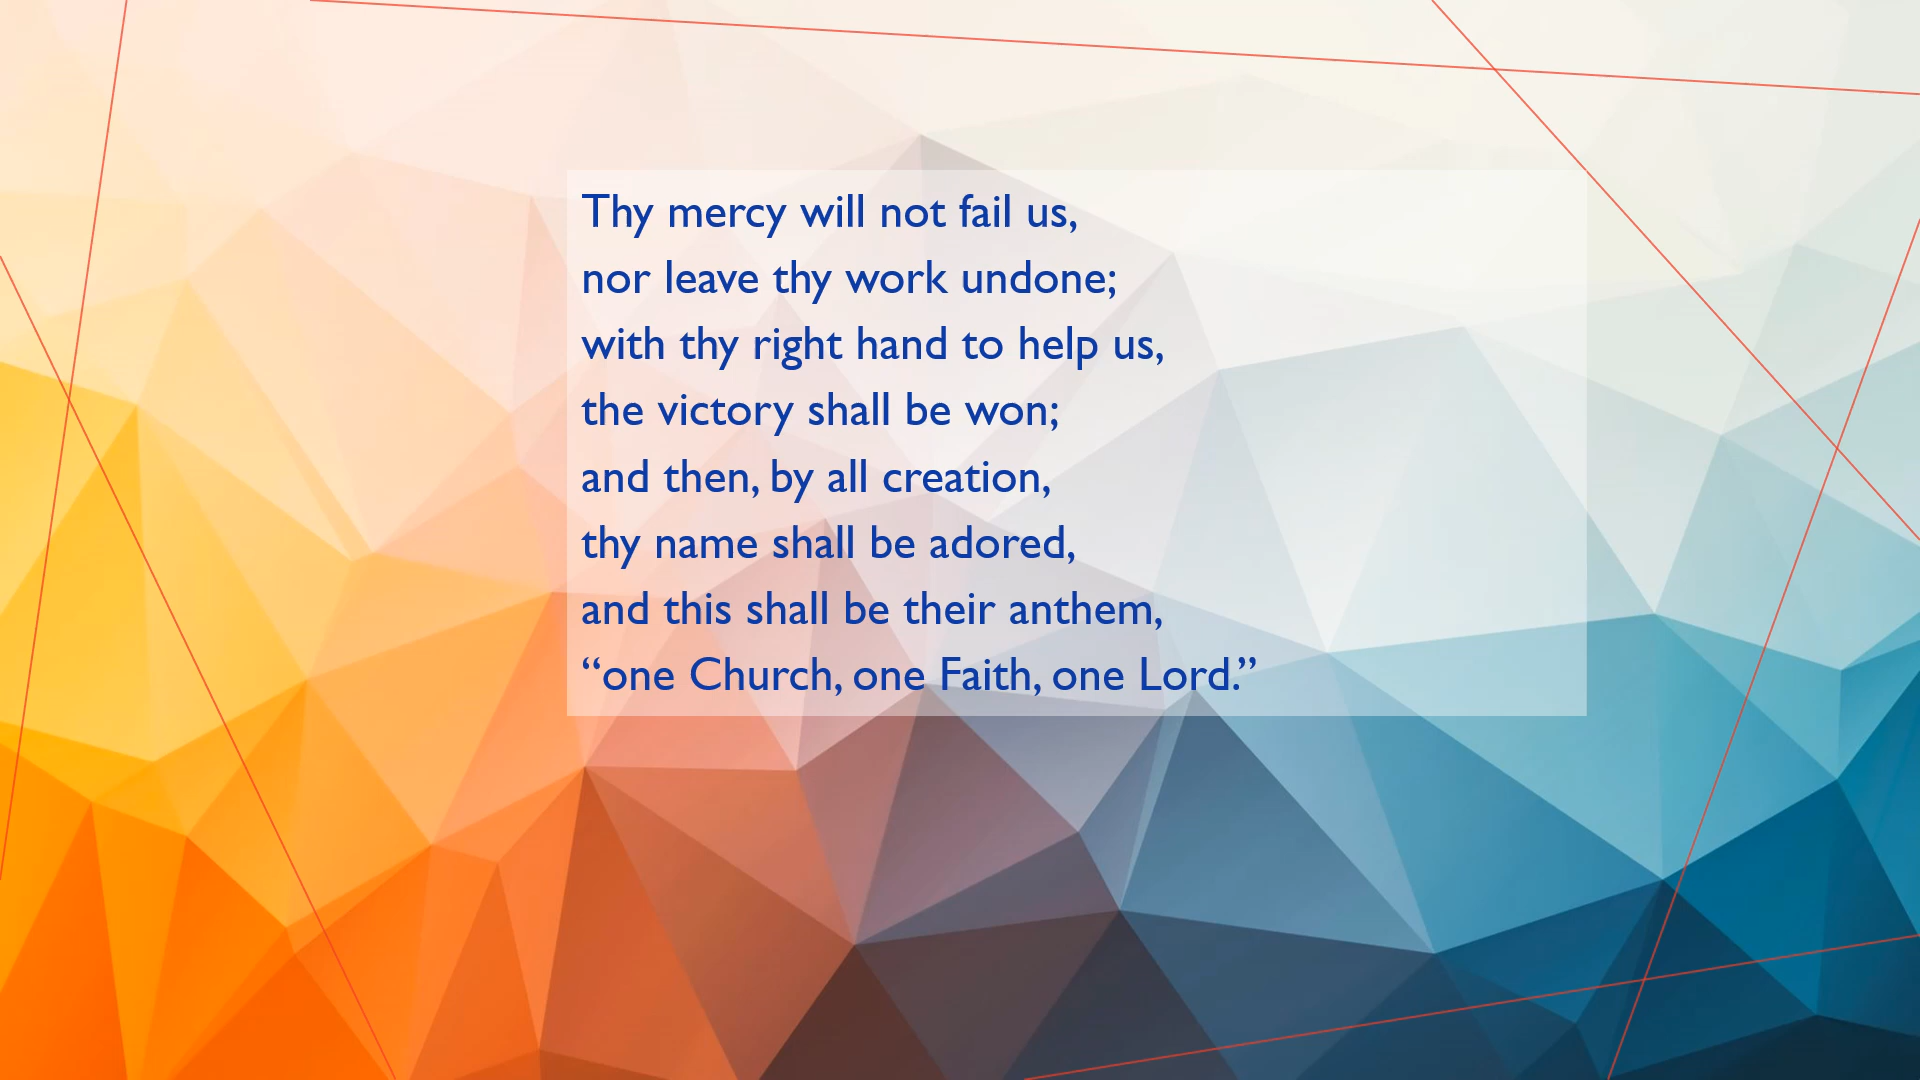 Thy mercy will not fail us,
nor leave thy work undone;
with thy right hand to help us,
the victory shall be won;
and then, by all creation,
thy name shall be adored,
and this shall be their anthem,
“one Church, one Faith, one Lord.”